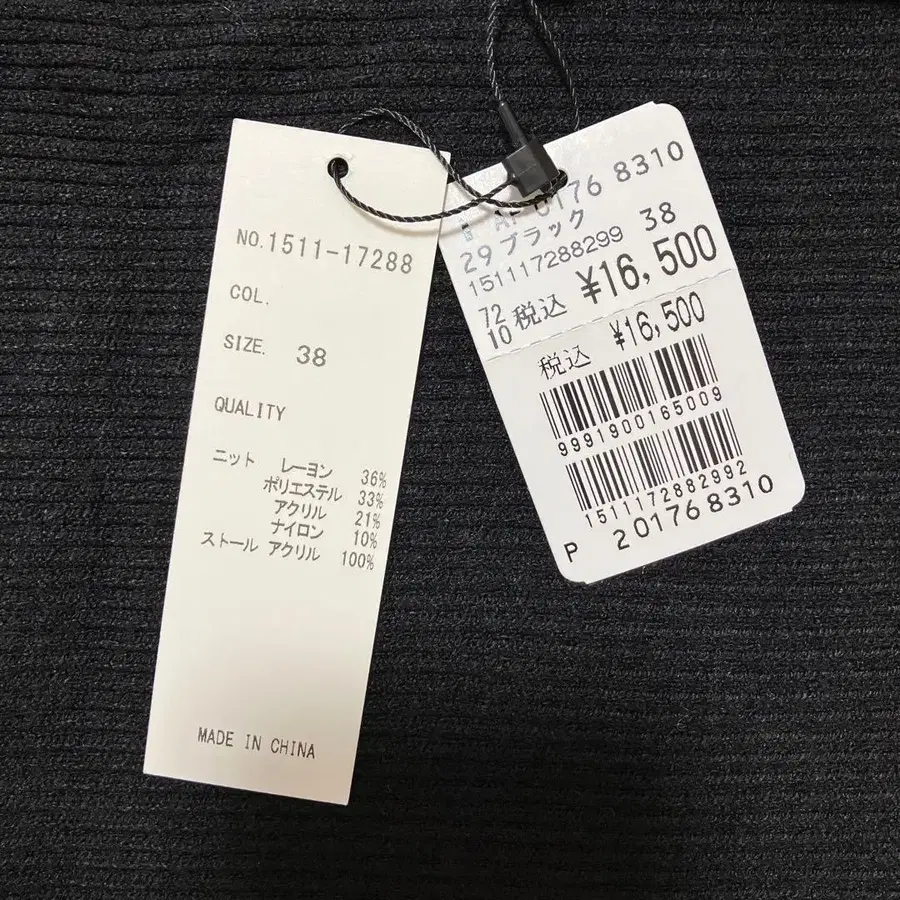 NO.1511-17288
COL.
SIZE. 38
QUALITY
ニット レーヨン 36%
ポリエステル 33%
アクリル 21%
ナイロン 10%
ストール アクリル 100%
MADE IN CHINA
0176 8310
29 ブラック 38
151117288299
72
10 税込 ¥16,500
税込 ¥16,500
9991900165009
1511172882992
P 20176 8310